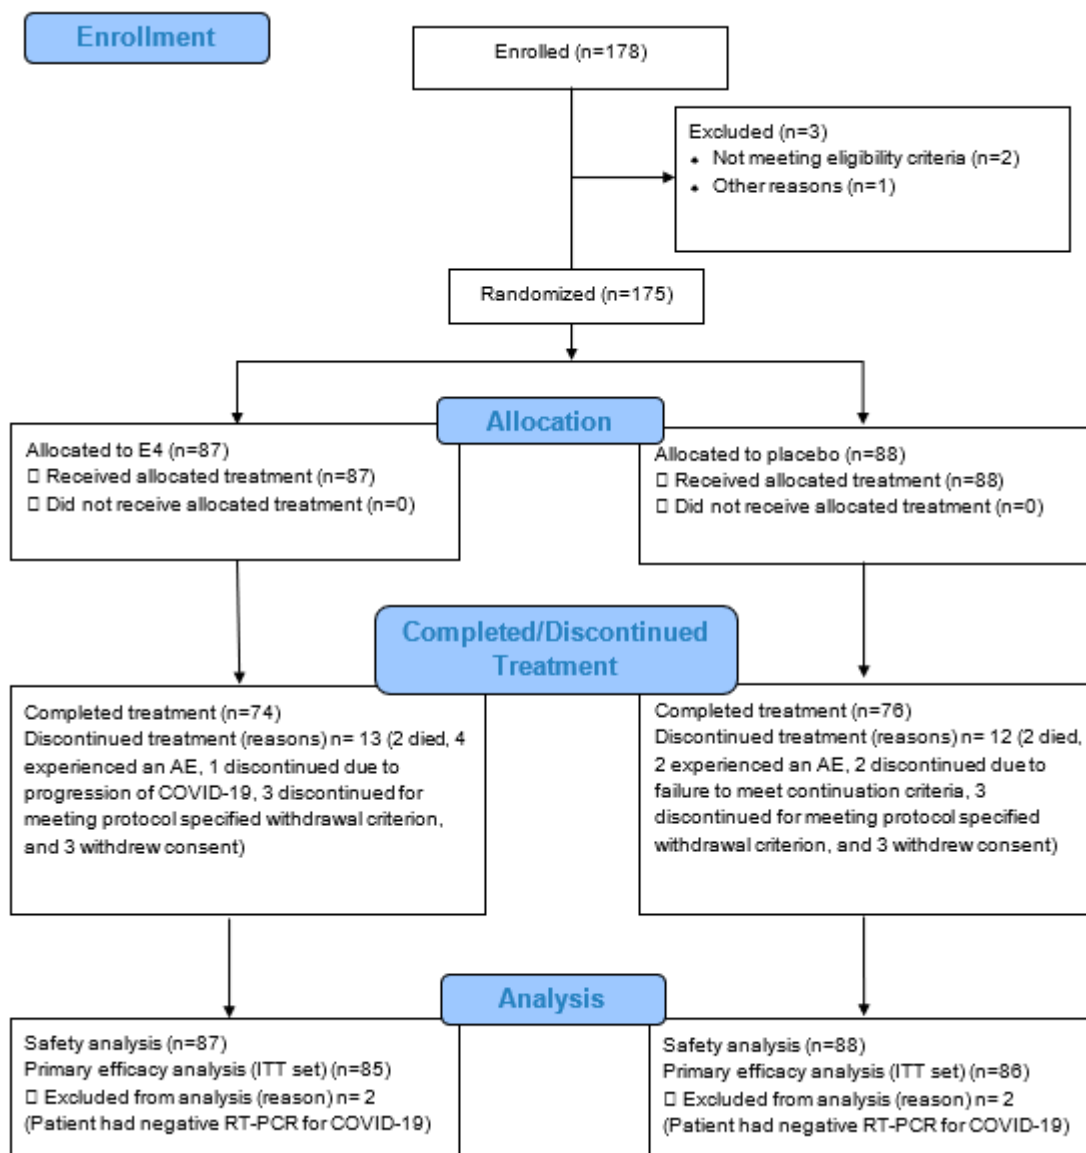 Enrollment
Enrolled (n=178)
Excluded (n=3)
• Not meeting eligibility criteria (n=2)
• Other reasons (n=1)
Randomized (n=175)
Allocation
Allocated to E4 (n=87)
□ Received allocated treatment (n=87)
□ Did not receive allocated treatment (n=0)
Allocated to placebo (n=88)
□ Received allocated treatment (n=88)
□ Did not receive allocated treatment (n=0)
Completed/Discontinued
Treatment
Completed treatment (n=74)
Discontinued treatment (reasons) n= 13 (2 died, 4
experienced an AE, 1 discontinued due to
progression of COVID-19, 3 discontinued for
meeting protocol specified withdrawal criterion,
and 3 withdrew consent)
Completed treatment (n=76)
Discontinued treatment (reasons) n= 12 (2 died,
2 experienced an AE, 2 discontinued due to
failure to meet continuation criteria, 3
discontinued for meeting protocol specified
withdrawal criterion, and 3 withdrew consent)
Analysis
Safety analysis (n=87)
Primary efficacy analysis (ITT set) (n=85)
□ Excluded from analysis (reason) n= 2
(Patient had negative RT-PCR for COVID-19)
Safety analysis (n=88)
Primary efficacy analysis (ITT set) (n=86)
□ Excluded from analysis (reason) n= 2
(Patient had negative RT-PCR for COVID-19)